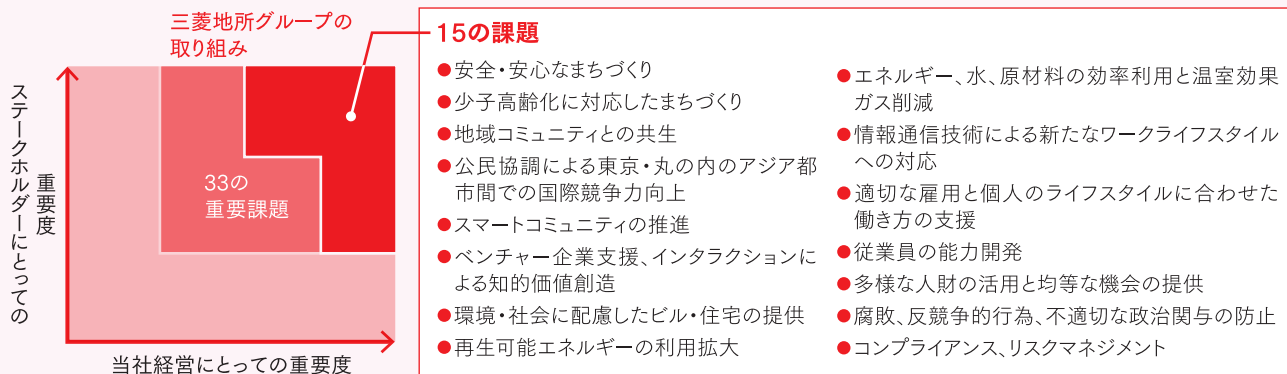 三菱地所グループの
取り組み
ステークホルダーにとっての
重要度
33の
重要課題
当社経営にとっての重要度
15の課題
●安全・安心なまちづくり
●少子高齢化に対応したまちづくり
●地域コミュニティとの共生
●公民協調による東京・丸の内のアジア都
市間での国際競争力向上
●スマートコミュニティの推進
●ベンチャー企業支援、インタラクションに
よる知的価値創造
●環境・社会に配慮したビル・住宅の提供
●再生可能エネルギーの利用拡大
●エネルギー、水、原材料の効率利用と温室効果
ガス削減
●情報通信技術による新たなワークライフスタイル
への対応
●適切な雇用と個人のライフスタイルに合わせた
働き方の支援
●従業員の能力開発
●多様な人財の活用と均等な機会の提供
●腐敗、反競争的行為、不適切な政治関与の防止
●コンプライアンス、リスクマネジメント